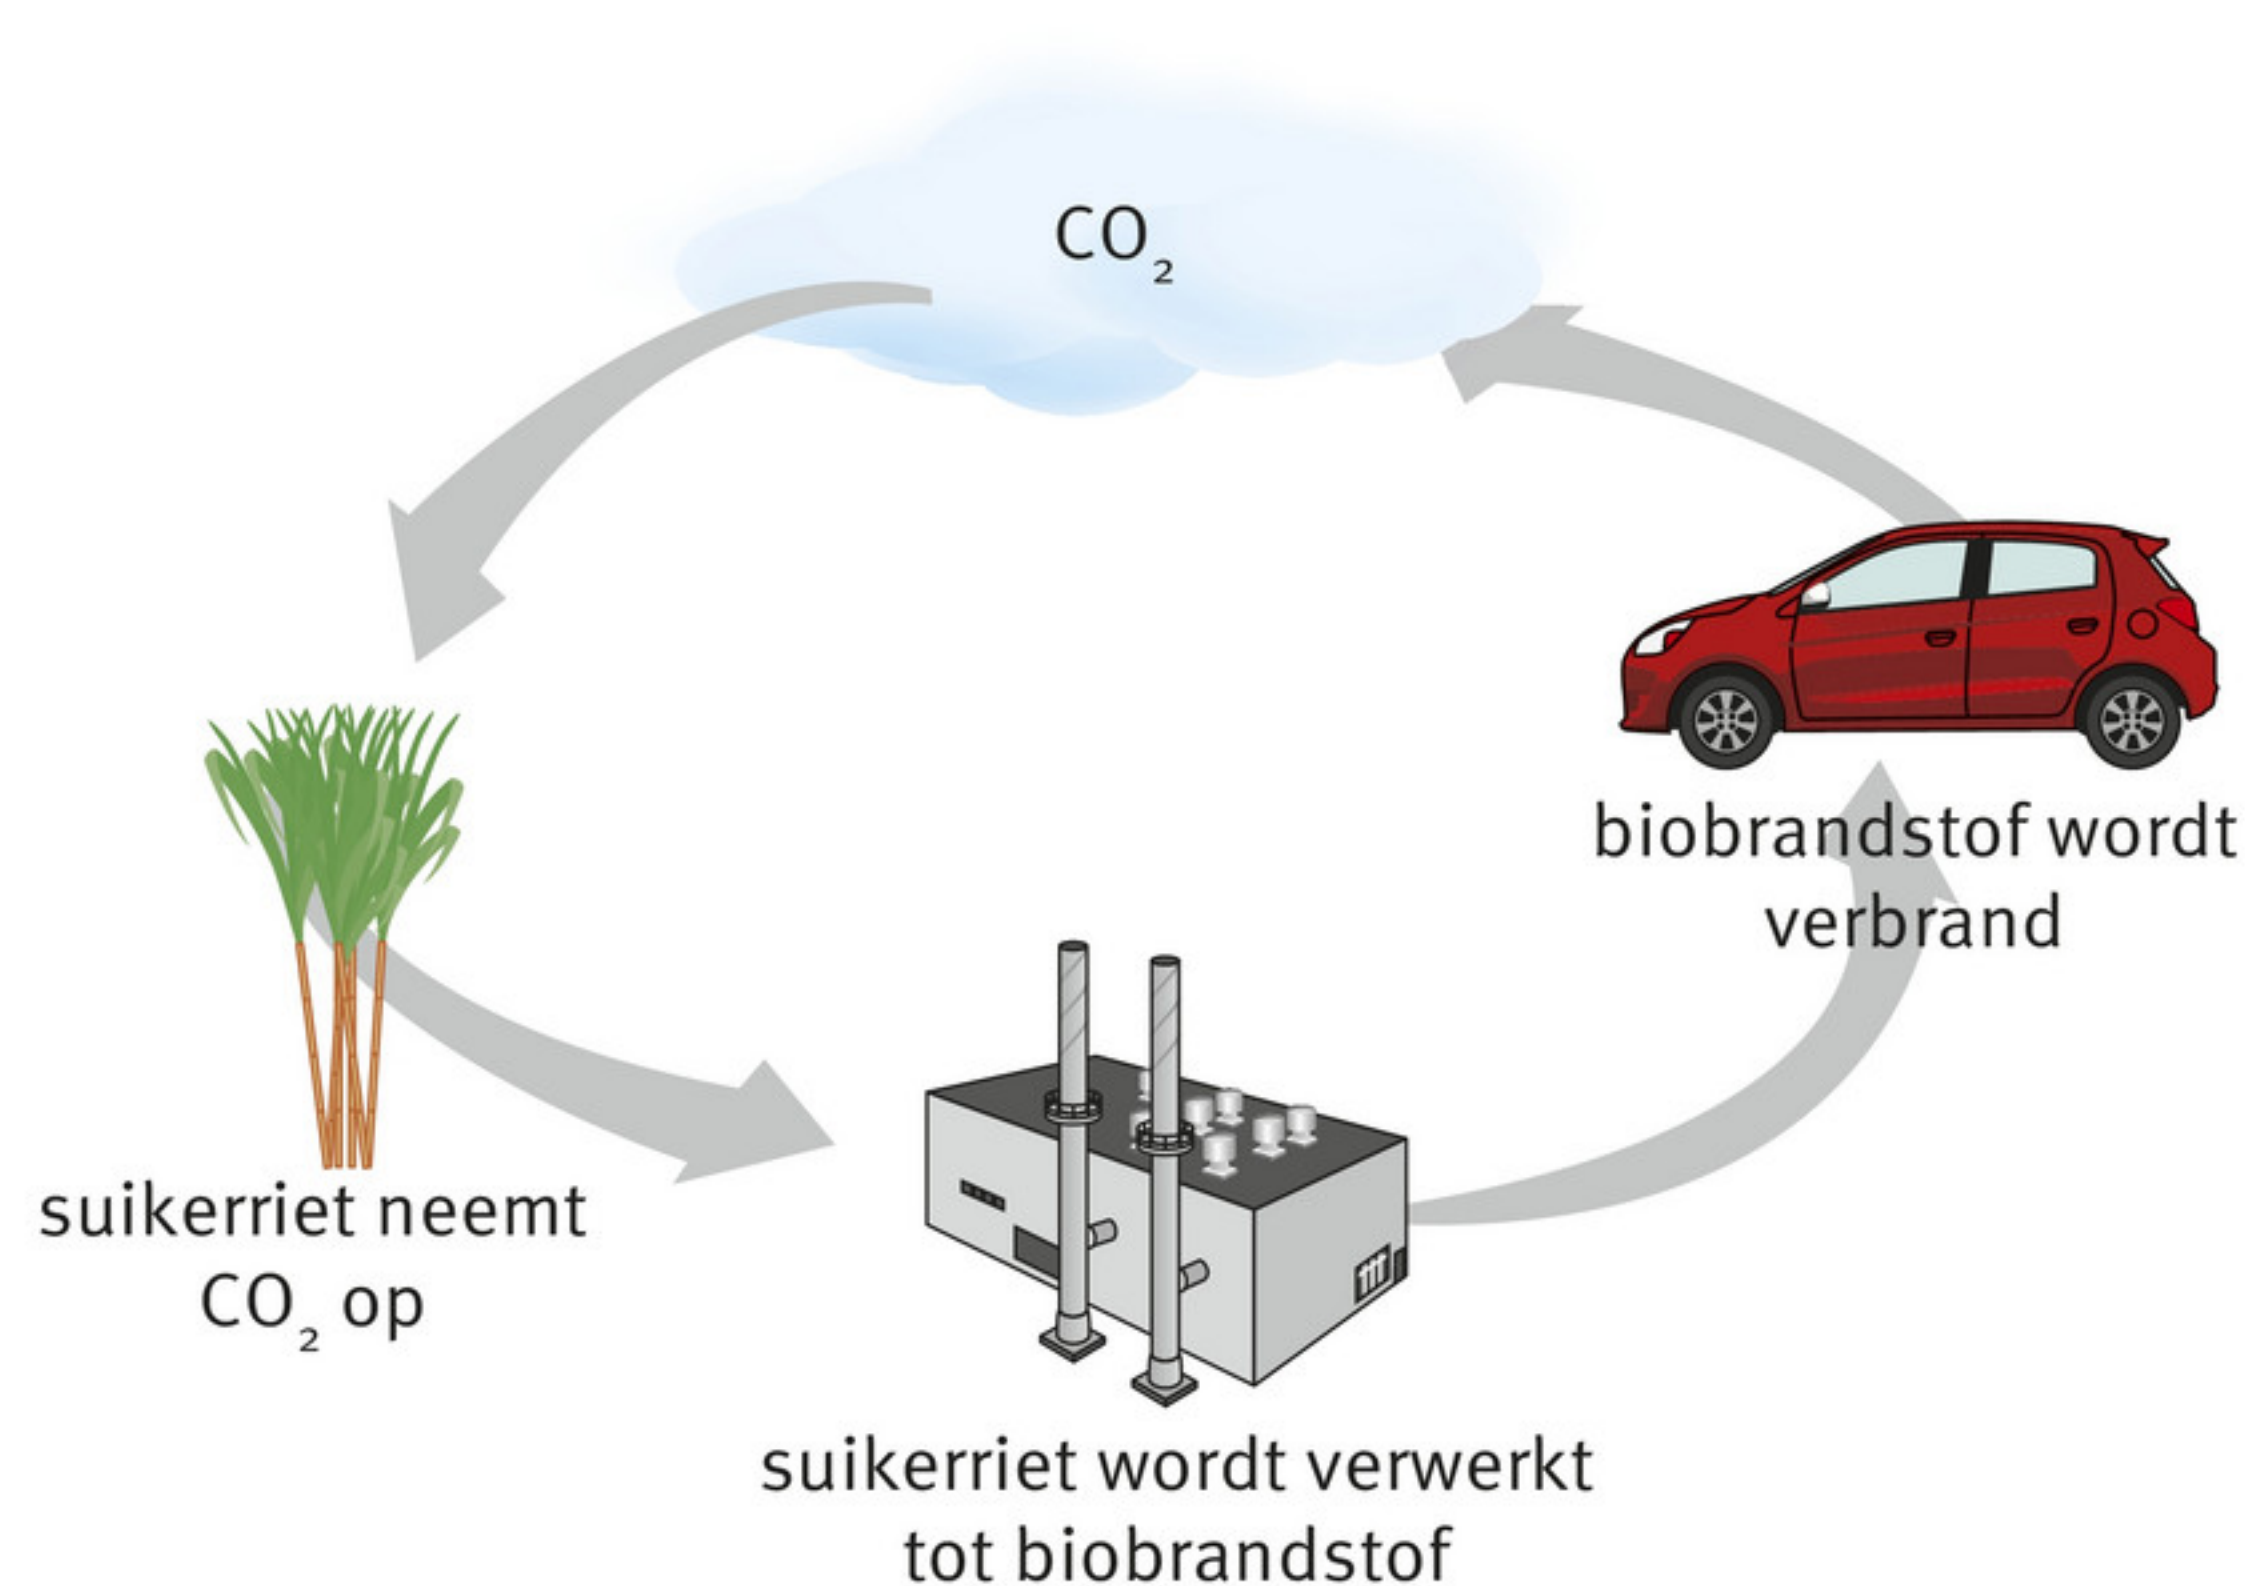 CO₂
biobrandstof wordt
verbrand
suikerriet neemt
CO₂ op
suikerriet wordt verwerkt
tot biobrandstof